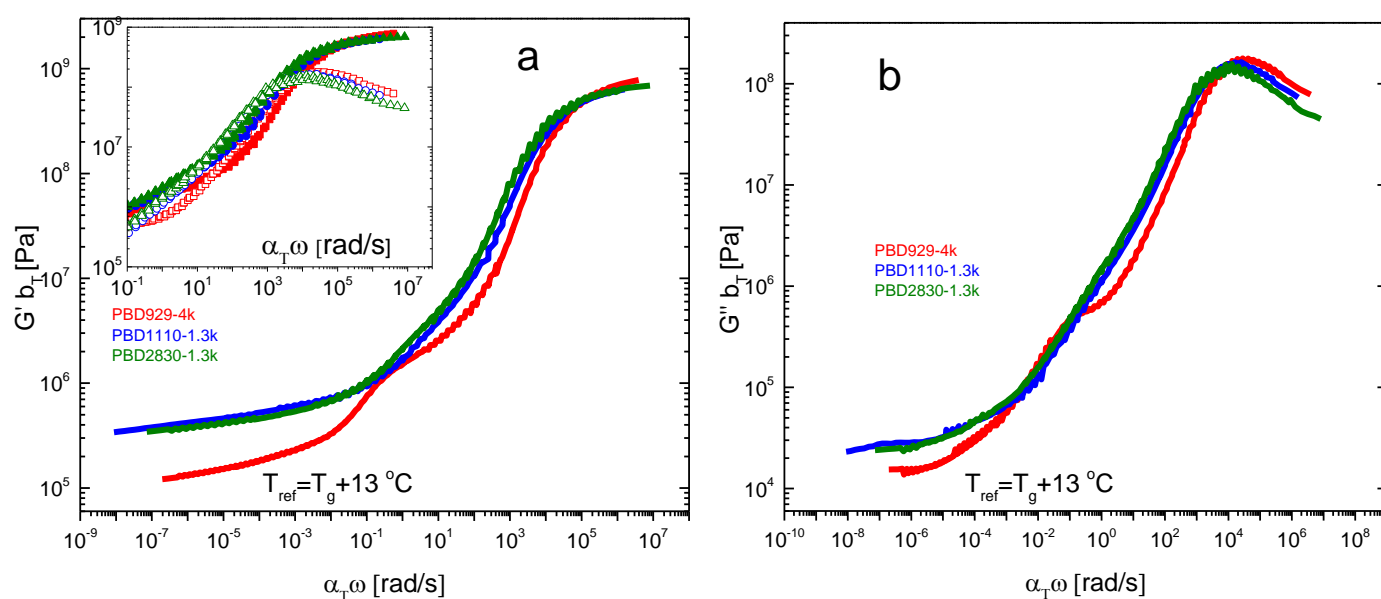 a
G' b_T [Pa]
10^9
10^8
10^7
10^6
10^5
10^-9 10^-7 10^-5 10^-3 10^-1 10^1 10^3 10^5 10^7 10^9
α_Tω [rad/s]
10^9
10^7
10^5
10^-1 10^1 10^3 10^5 10^7
α_Tω [rad/s]
PBD929-4k
PBD1110-1.3k
PBD2830-1.3k
T_ref=T_g+13 °C
b
G'' b_T [Pa]
10^8
10^7
10^6
10^5
10^4
10^-10 10^-8 10^-6 10^-4 10^-2 10^0 10^2 10^4 10^6 10^8
α_Tω [rad/s]
PBD929-4k
PBD1110-1.3k
PBD2830-1.3k
T_ref=T_g+13 °C